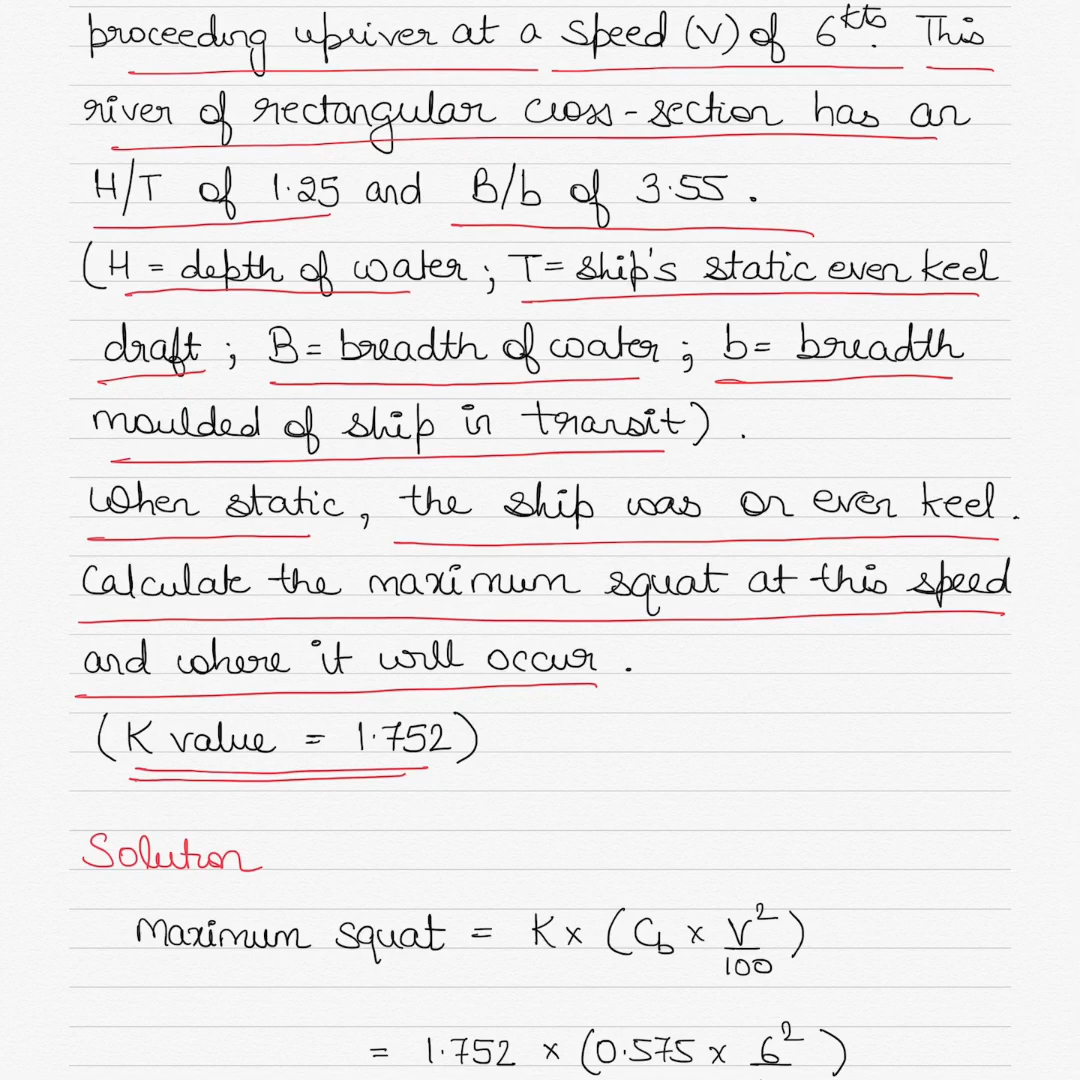 proceeding upriver at a speed (V) of 6 kts. This
river of rectangular cross-section has an
H/T of 1.25 and B/b of 3.55.
(H = depth of water; T= ship's static even keel
draft; B= breadth of water; b= breadth
moulded of ship in transit).
When static, the ship was on even keel.
Calculate the maximum squat at this speed
and where it will occur.
(K value = 1.752)
Solution
Maximum squat = K x (Cb x V²/100)
= 1.752 x (0.575 x 6²)